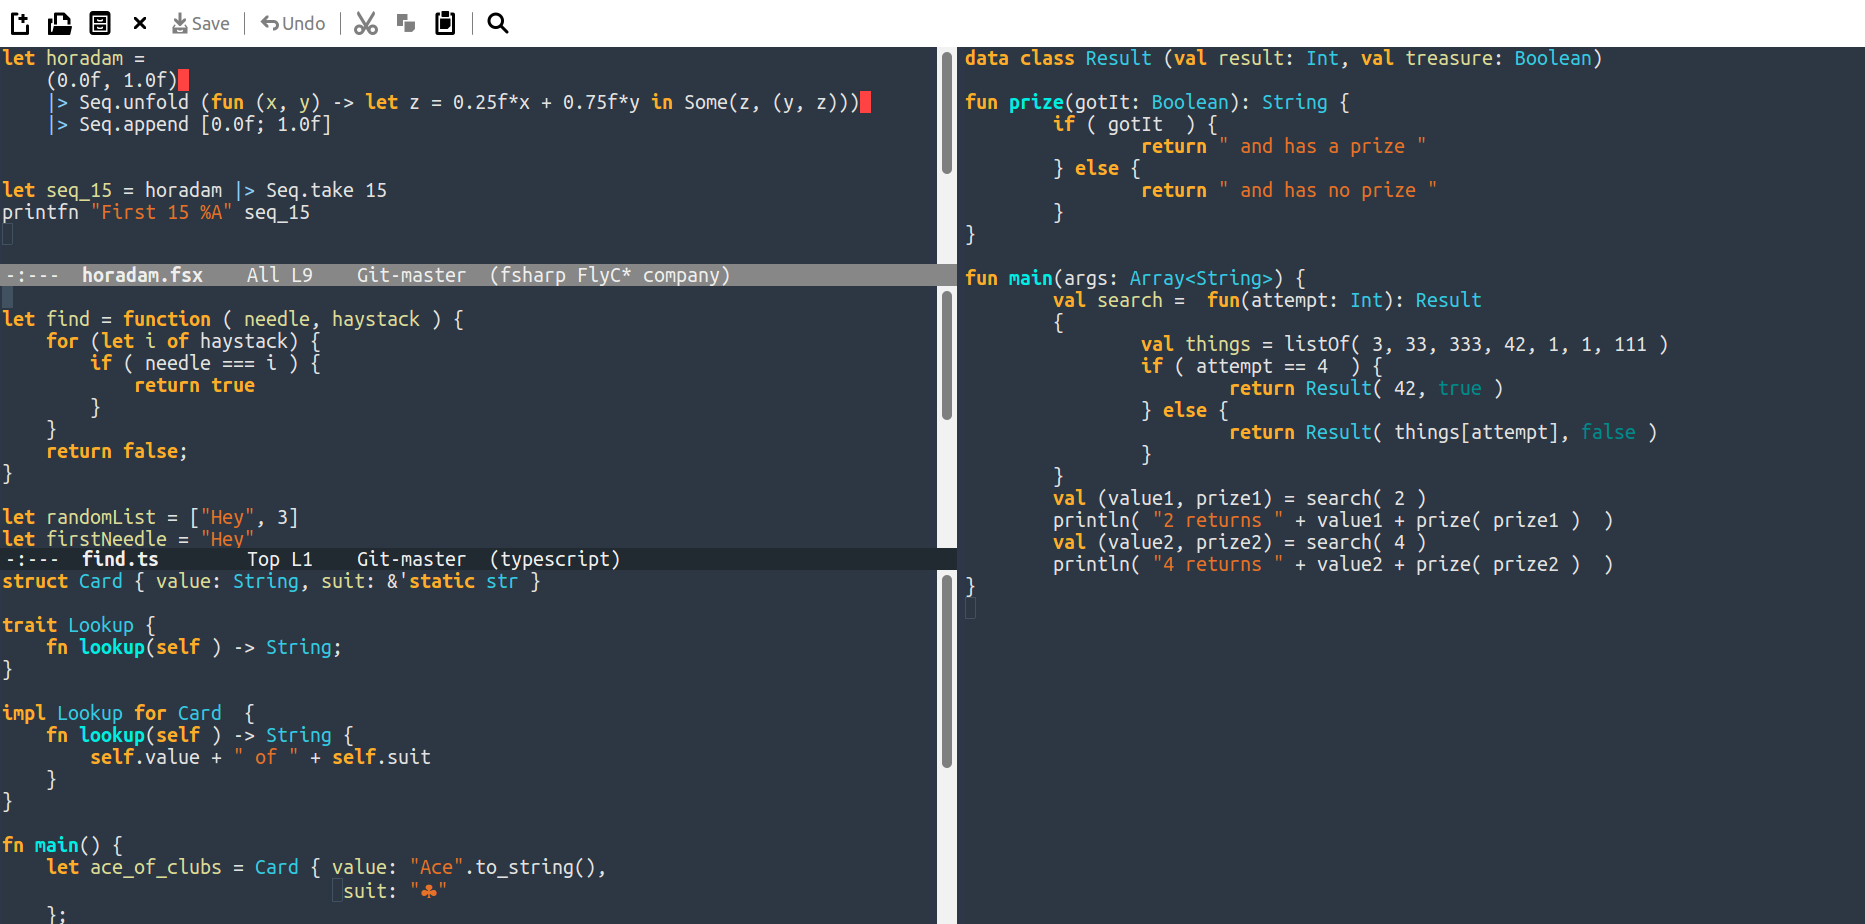 Save Undo
let horadam =
    (0.0f, 1.0f)
    |> Seq.unfold (fun (x, y) -> let z = 0.25f*x + 0.75f*y in Some(z, (y, z)))
    |> Seq.append [0.0f; 1.0f]
let seq_15 = horadam |> Seq.take 15
printfn "First 15 %A" seq_15
-:---  horadam.fsx    All L9    Git-master  (fsharp FlyC* company)
let find = function ( needle, haystack ) {
    for (let i of haystack) {
        if ( needle === i ) {
            return true
        }
    }
    return false;
}
let randomList = ["Hey", 3]
let firstNeedle = "Hey"
-:---  find.ts        Top L1    Git-master  (typescript)
struct Card { value: String, suit: &'static str }
trait Lookup {
    fn lookup(self ) -> String;
}
impl Lookup for Card  {
    fn lookup(self ) -> String {
        self.value + " of " + self.suit
    }
}
fn main() {
    let ace_of_clubs = Card { value: "Ace".to_string(),
                              suit: "♣"
    };
data class Result (val result: Int, val treasure: Boolean)
fun prize(gotIt: Boolean): String {
        if ( gotIt  ) {
                return " and has a prize "
        } else {
                return " and has no prize "
        }
}
fun main(args: Array<String>) {
        val search =  fun(attempt: Int): Result
        {
                val things = listOf( 3, 33, 333, 42, 1, 1, 111 )
                if ( attempt == 4  ) {
                        return Result( 42, true )
                } else {
                        return Result( things[attempt], false )
                }
        }
        val (value1, prize1) = search( 2 )
        println( "2 returns " + value1 + prize( prize1 )  )
        val (value2, prize2) = search( 4 )
        println( "4 returns " + value2 + prize( prize2 )  )
}